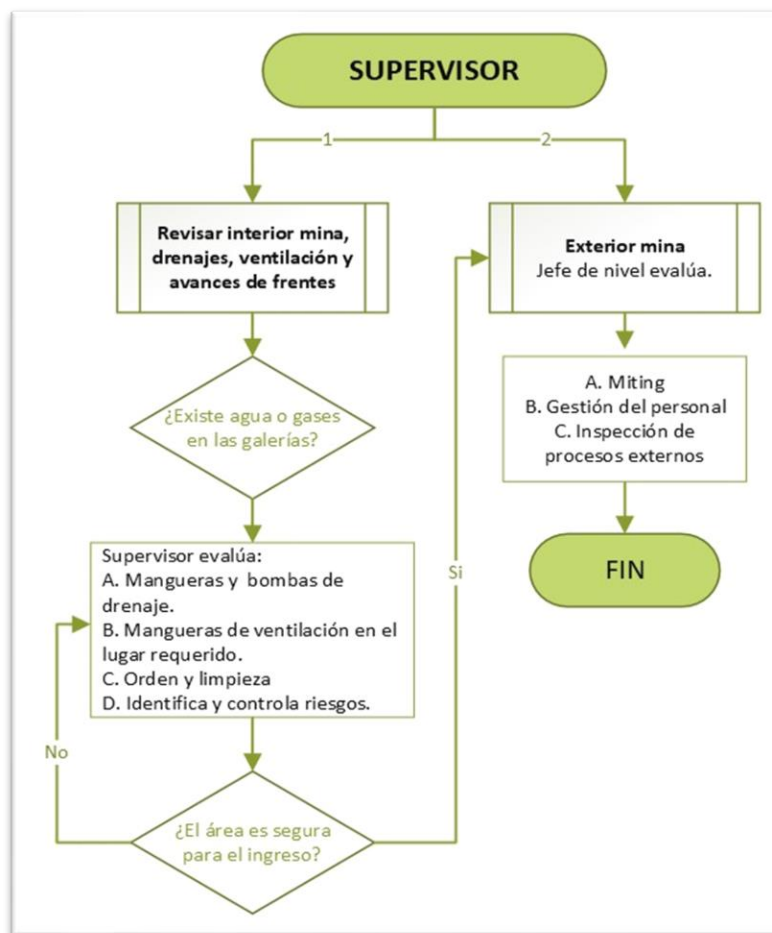 SUPERVISOR
1
2
Revisar interior mina,
drenajes, ventilación y
avances de frentes
Exterior mina
Jefe de nivel evalúa.
¿Existe agua o gases
en las galerías?
A. Miting
B. Gestión del personal
C. Inspección de
procesos externos
Supervisor evalúa:
A. Mangueras y bombas de
drenaje.
B. Mangueras de ventilación en el
lugar requerido.
C. Orden y limpieza
D. Identifica y controla riesgos.
Si
FIN
No
¿El área es segura
para el ingreso?